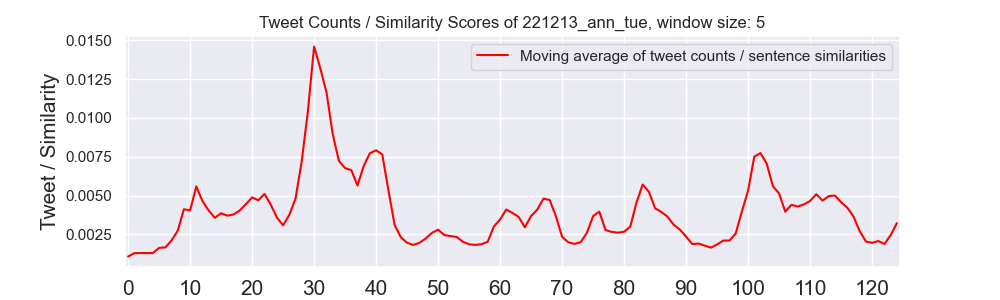 Tweet Counts / Similarity Scores of 221213_ann_tue, window size: 5
Moving average of tweet counts / sentence similarities
Tweet / Similarity
0.0150
0.0125
0.0100
0.0075
0.0050
0.0025
0 10 20 30 40 50 60 70 80 90 100 110 120